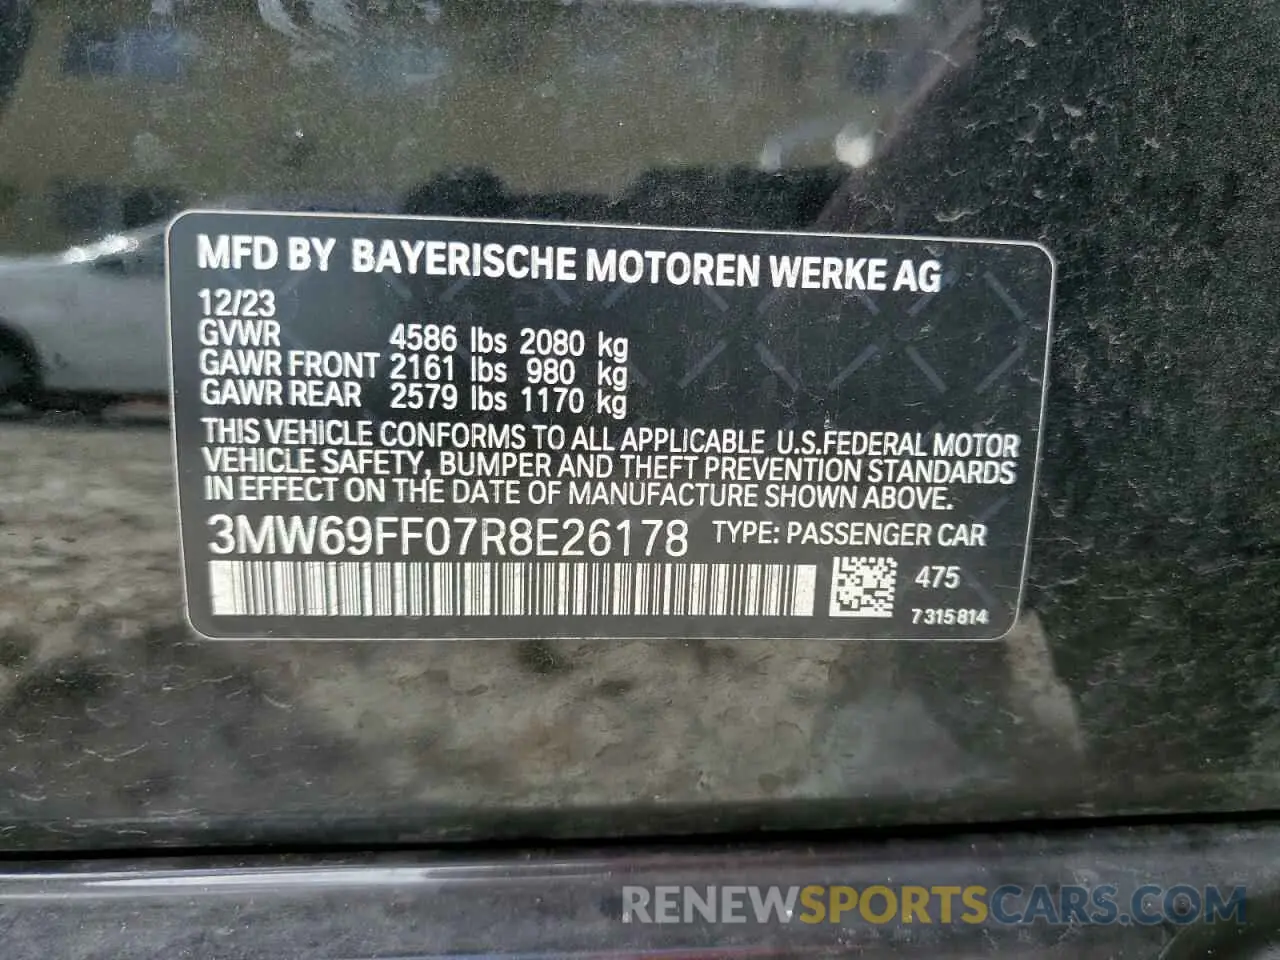 MFD BY BAYERISCHE MOTOREN WERKE AG
12/23
GVWR 4586 lbs 2080 kg
GAWR FRONT 2161 lbs 980 kg
GAWR REAR 2579 lbs 1170 kg
THIS VEHICLE CONFORMS TO ALL APPLICABLE U.S.FEDERAL MOTOR
VEHICLE SAFETY, BUMPER AND THEFT PREVENTION STANDARDS
IN EFFECT ON THE DATE OF MANUFACTURE SHOWN ABOVE.
3MW69FF07R8E26178 TYPE: PASSENGER CAR
475
7315814
RENEWSPORTSCARS.COM